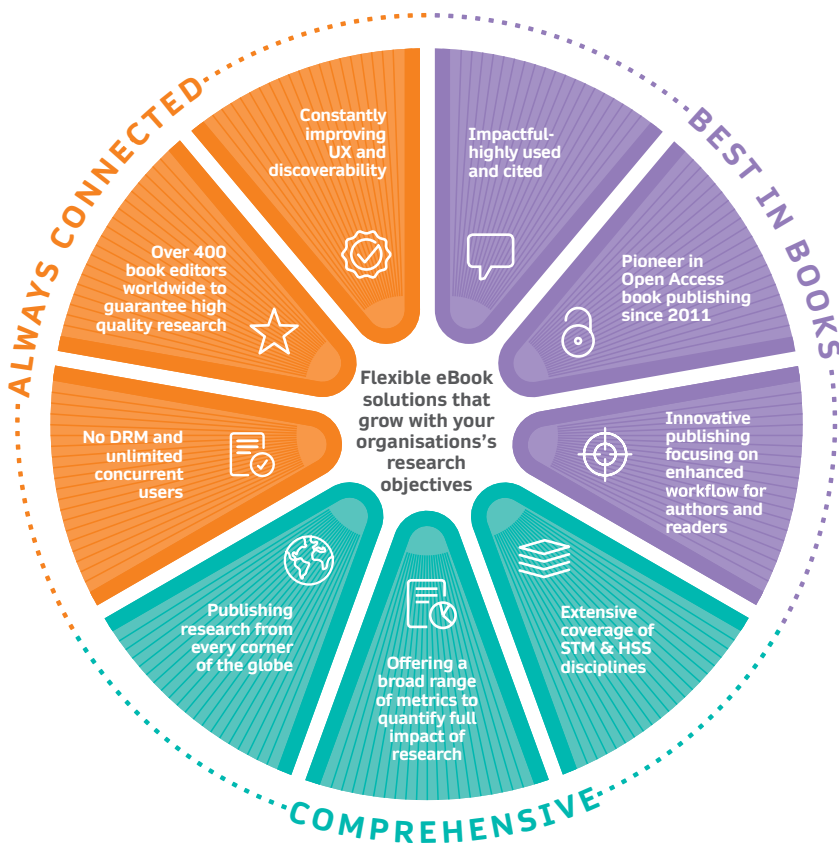 ALWAYS CONNECTED
BEST IN BOOKS
COMPREHENSIVE
Constantly
improving
UX and
discoverability
Impactful-
highly used
and cited
Over 400
book editors
worldwide to
guarantee high
quality research
Pioneer in
Open Access
book publishing
since 2011
Flexible eBook
solutions that
grow with your
organisations's
research
objectives
No DRM and
unlimited
concurrent
users
Innovative
publishing
focusing on
enhanced
workflow for
authors and
readers
Publishing
research from
every corner
of the globe
Offering a
broad range
of metrics to
quantify full
impact of
research
Extensive
coverage of
STM & HSS
disciplines